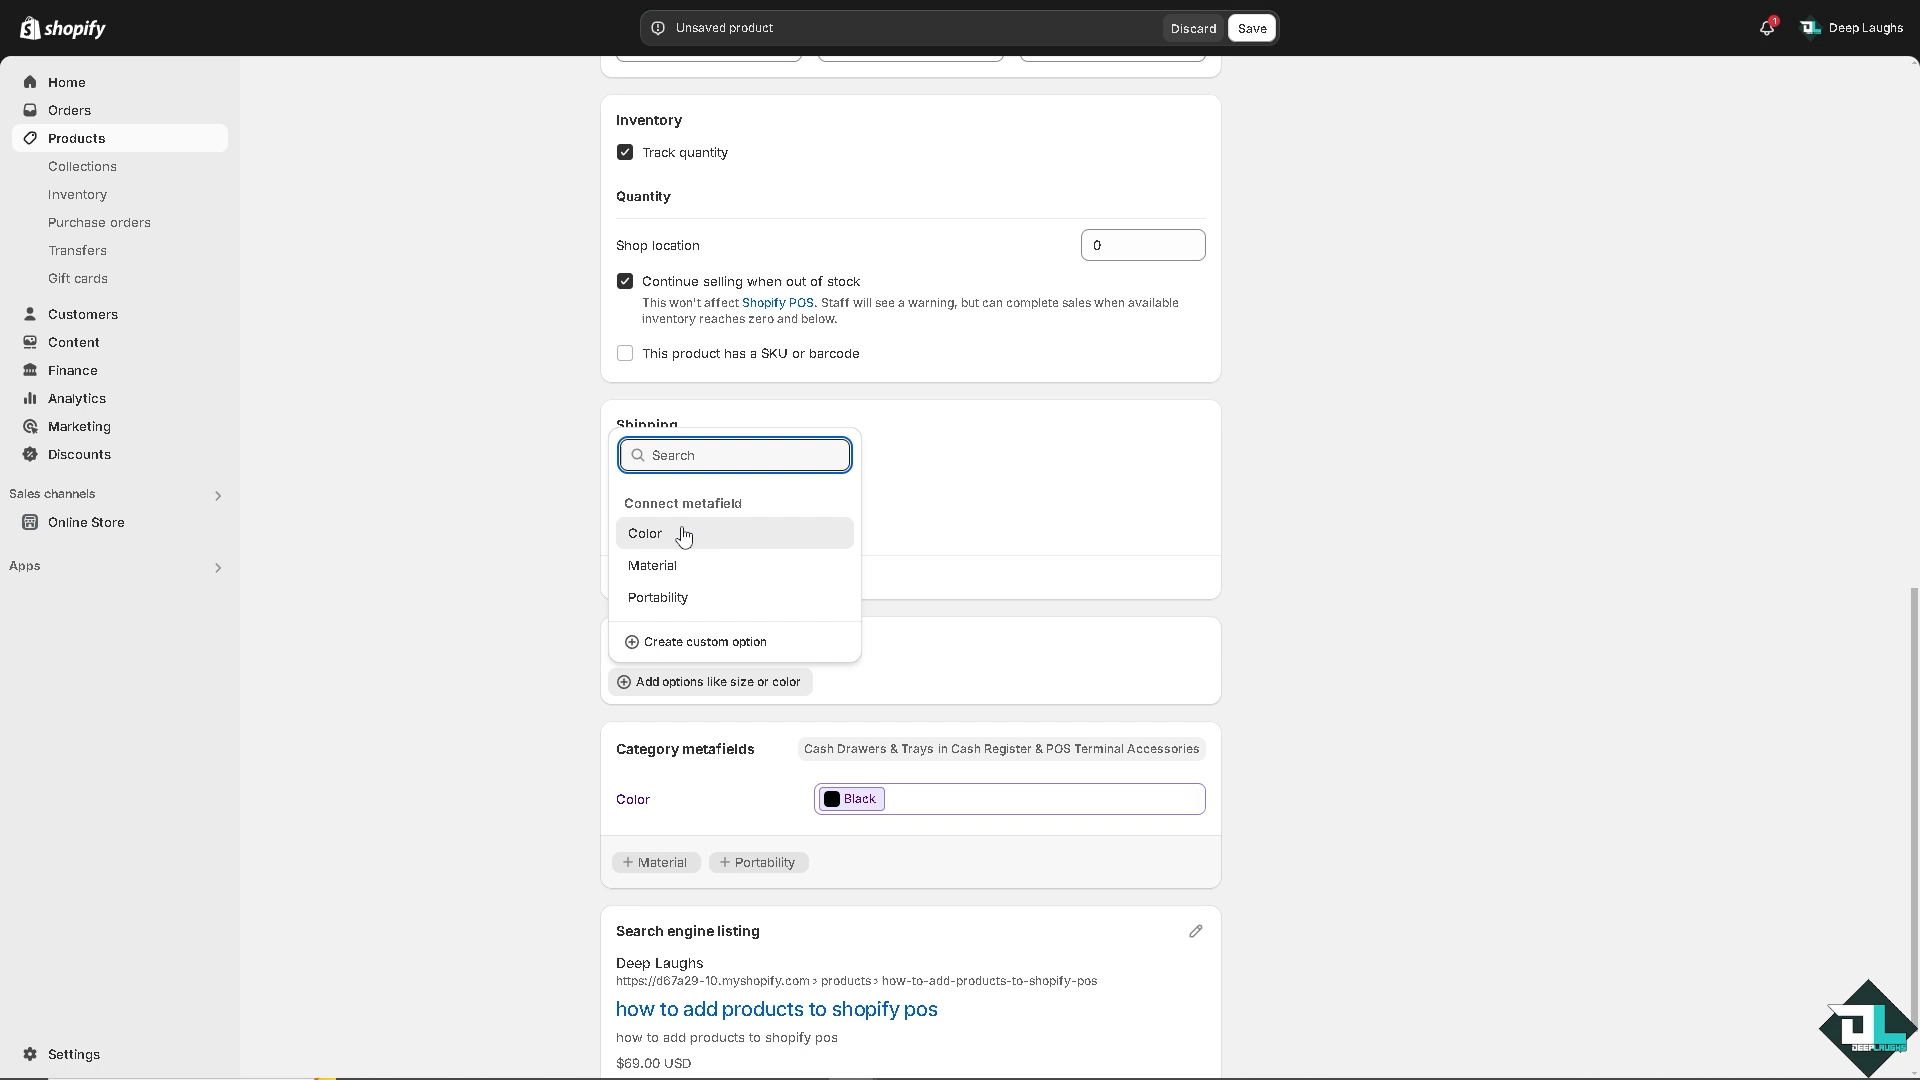 shopify
Unsaved product
Discard
Save
1
Deep Laughs
Home
Orders
Products
Collections
Inventory
Purchase orders
Transfers
Gift cards
Customers
Content
Finance
Analytics
Marketing
Discounts
Sales channels
Online Store
Apps
Settings
Inventory
Track quantity
Quantity
Shop location
0
Continue selling when out of stock
This won't affect Shopify POS. Staff will see a warning, but can complete sales when available
inventory reaches zero and below.
This product has a SKU or barcode
Shipping
Search
Connect metafield
Color
Material
Portability
Create custom option
Add options like size or color
Category metafields
Cash Drawers & Trays in Cash Register & POS Terminal Accessories
Color
Black
+ Material
+ Portability
Search engine listing
Deep Laughs
https://d67a29-10.myshopify.com › products › how-to-add-products-to-shopify-pos
how to add products to shopify pos
how to add products to shopify pos
$69.00 USD
DEEPLAUGHS